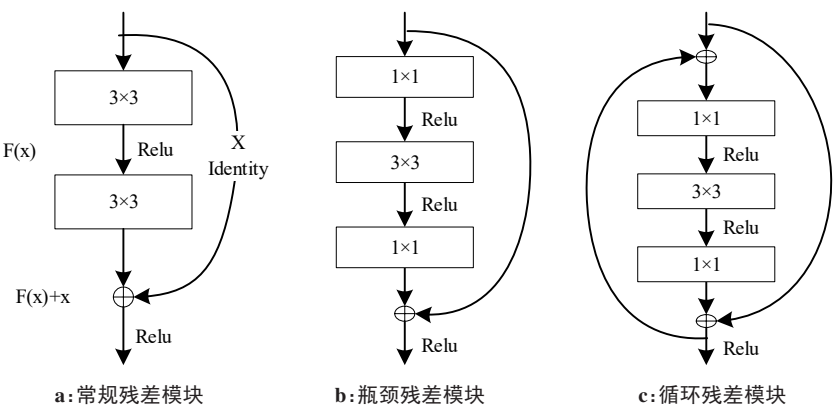 3×3
F(x)
Relu
X
Identity
3×3
F(x)+x
Relu
a:常规残差模块
1×1
Relu
3×3
Relu
1×1
Relu
b:瓶颈残差模块
1×1
Relu
3×3
Relu
1×1
Relu
c:循环残差模块